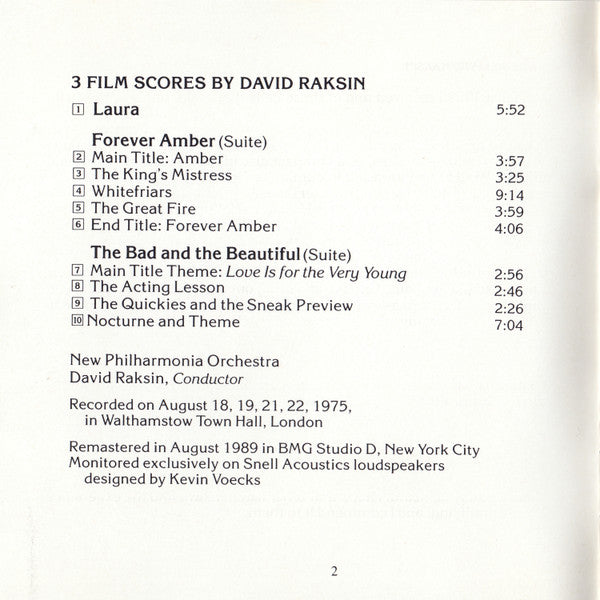 3 FILM SCORES BY DAVID RAKSIN
1 Laura 5:52
Forever Amber (Suite)
2 Main Title: Amber 3:57
3 The King's Mistress 3:25
4 Whitefriars 9:14
5 The Great Fire 3:59
6 End Title: Forever Amber 4:06
The Bad and the Beautiful (Suite)
7 Main Title Theme: Love Is for the Very Young 2:56
8 The Acting Lesson 2:46
9 The Quickies and the Sneak Preview 2:26
10 Nocturne and Theme 7:04
New Philharmonia Orchestra
David Raksin, Conductor
Recorded on August 18, 19, 21, 22, 1975,
in Walthamstow Town Hall, London
Remastered in August 1989 in BMG Studio D, New York City
Monitored exclusively on Snell Acoustics loudspeakers
designed by Kevin Voecks
2